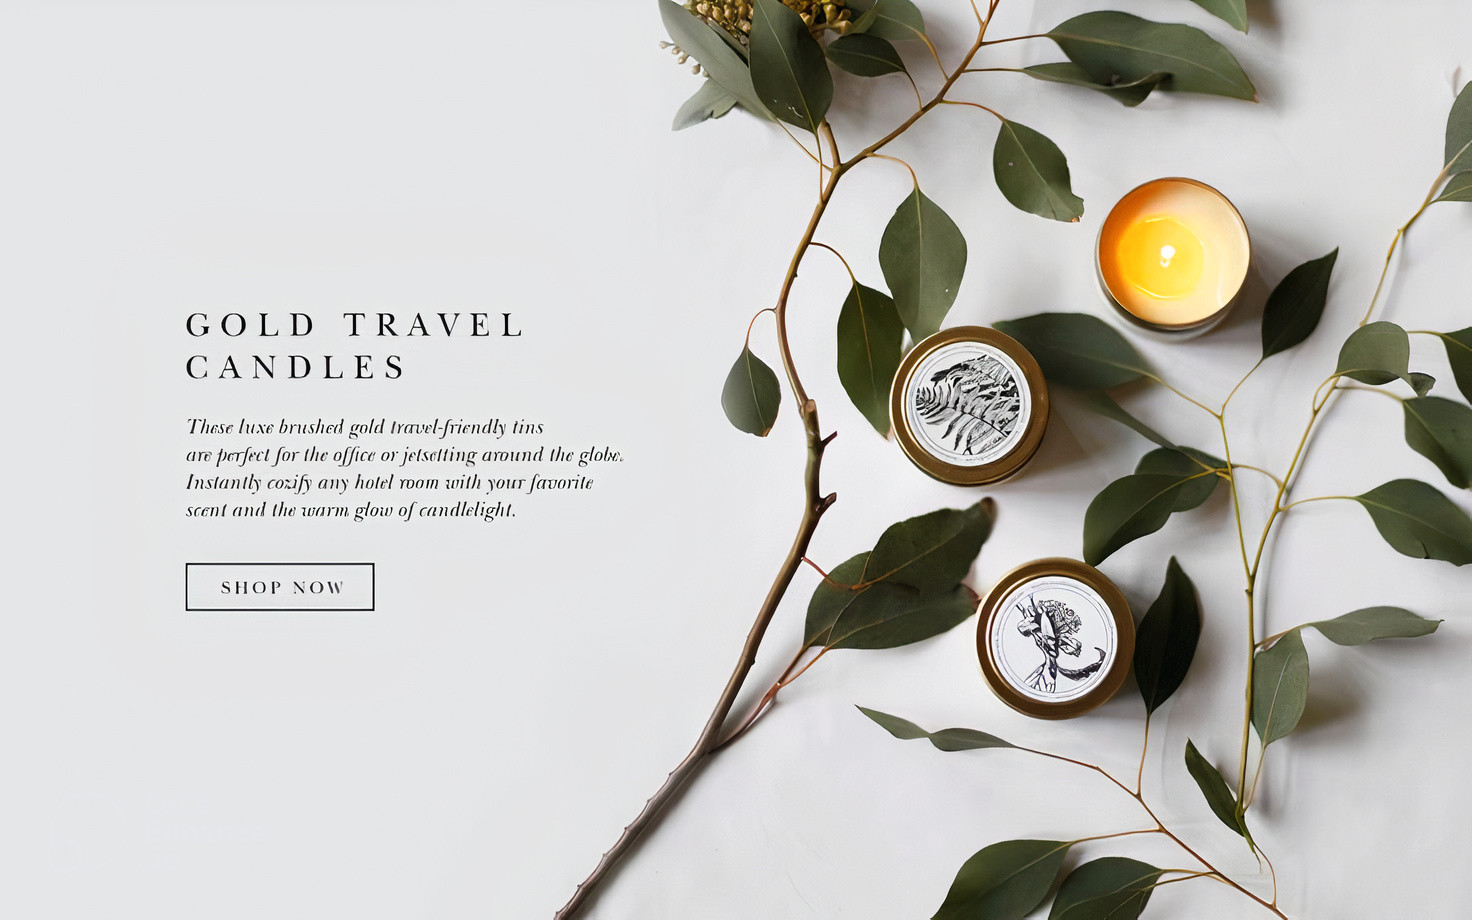 GOLD TRAVEL
CANDLES
These luxe brushed gold travel-friendly tins
are perfect for the office or jetsetting around the globe.
Instantly cozify any hotel room with your favorite
scent and the warm glow of candlelight.
SHOP NOW